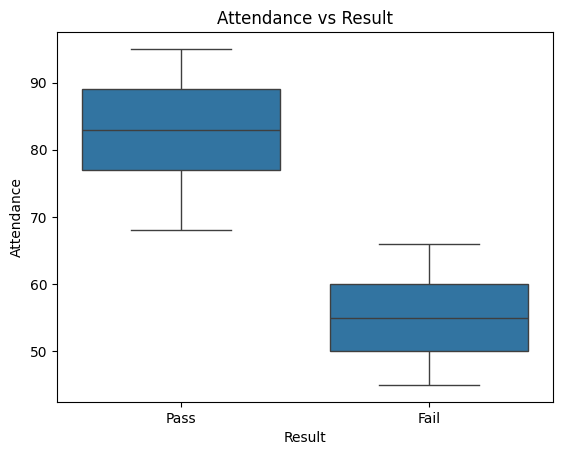 Attendance vs Result
90
80
70
60
50
Attendance
Pass
Fail
Result